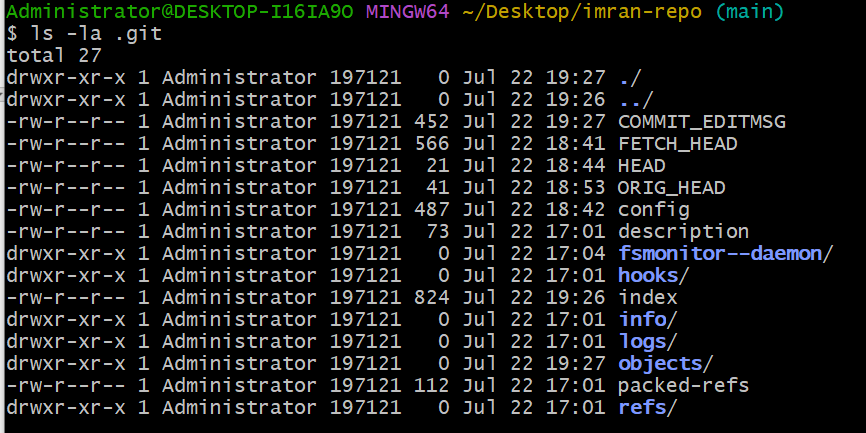 Administrator@DESKTOP-I16IA9O MINGW64 ~/Desktop/imran-repo (main)
$ ls -la .git
total 27
drwxr-xr-x 1 Administrator 197121   0 Jul 22 19:27 ./
drwxr-xr-x 1 Administrator 197121   0 Jul 22 19:26 ../
-rw-r--r-- 1 Administrator 197121 452 Jul 22 19:27 COMMIT_EDITMSG
-rw-r--r-- 1 Administrator 197121 566 Jul 22 18:41 FETCH_HEAD
-rw-r--r-- 1 Administrator 197121  21 Jul 22 18:44 HEAD
-rw-r--r-- 1 Administrator 197121  41 Jul 22 18:53 ORIG_HEAD
-rw-r--r-- 1 Administrator 197121 487 Jul 22 18:42 config
-rw-r--r-- 1 Administrator 197121  73 Jul 22 17:01 description
drwxr-xr-x 1 Administrator 197121   0 Jul 22 17:04 fsmonitor--daemon/
drwxr-xr-x 1 Administrator 197121   0 Jul 22 17:01 hooks/
-rw-r--r-- 1 Administrator 197121 824 Jul 22 19:26 index
drwxr-xr-x 1 Administrator 197121   0 Jul 22 17:01 info/
drwxr-xr-x 1 Administrator 197121   0 Jul 22 17:01 logs/
drwxr-xr-x 1 Administrator 197121   0 Jul 22 19:27 objects/
-rw-r--r-- 1 Administrator 197121 112 Jul 22 17:01 packed-refs
drwxr-xr-x 1 Administrator 197121   0 Jul 22 17:01 refs/